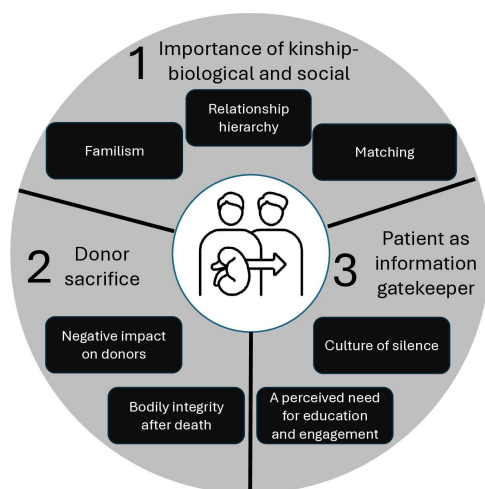 1
Importance of kinship-
biological and social
Relationship
hierarchy
Familism
Matching
2
Donor
sacrifice
Negative impact
on donors
Bodily integrity
after death
3
Patient as
information
gatekeeper
Culture of silence
A perceived need
for education
and engagement